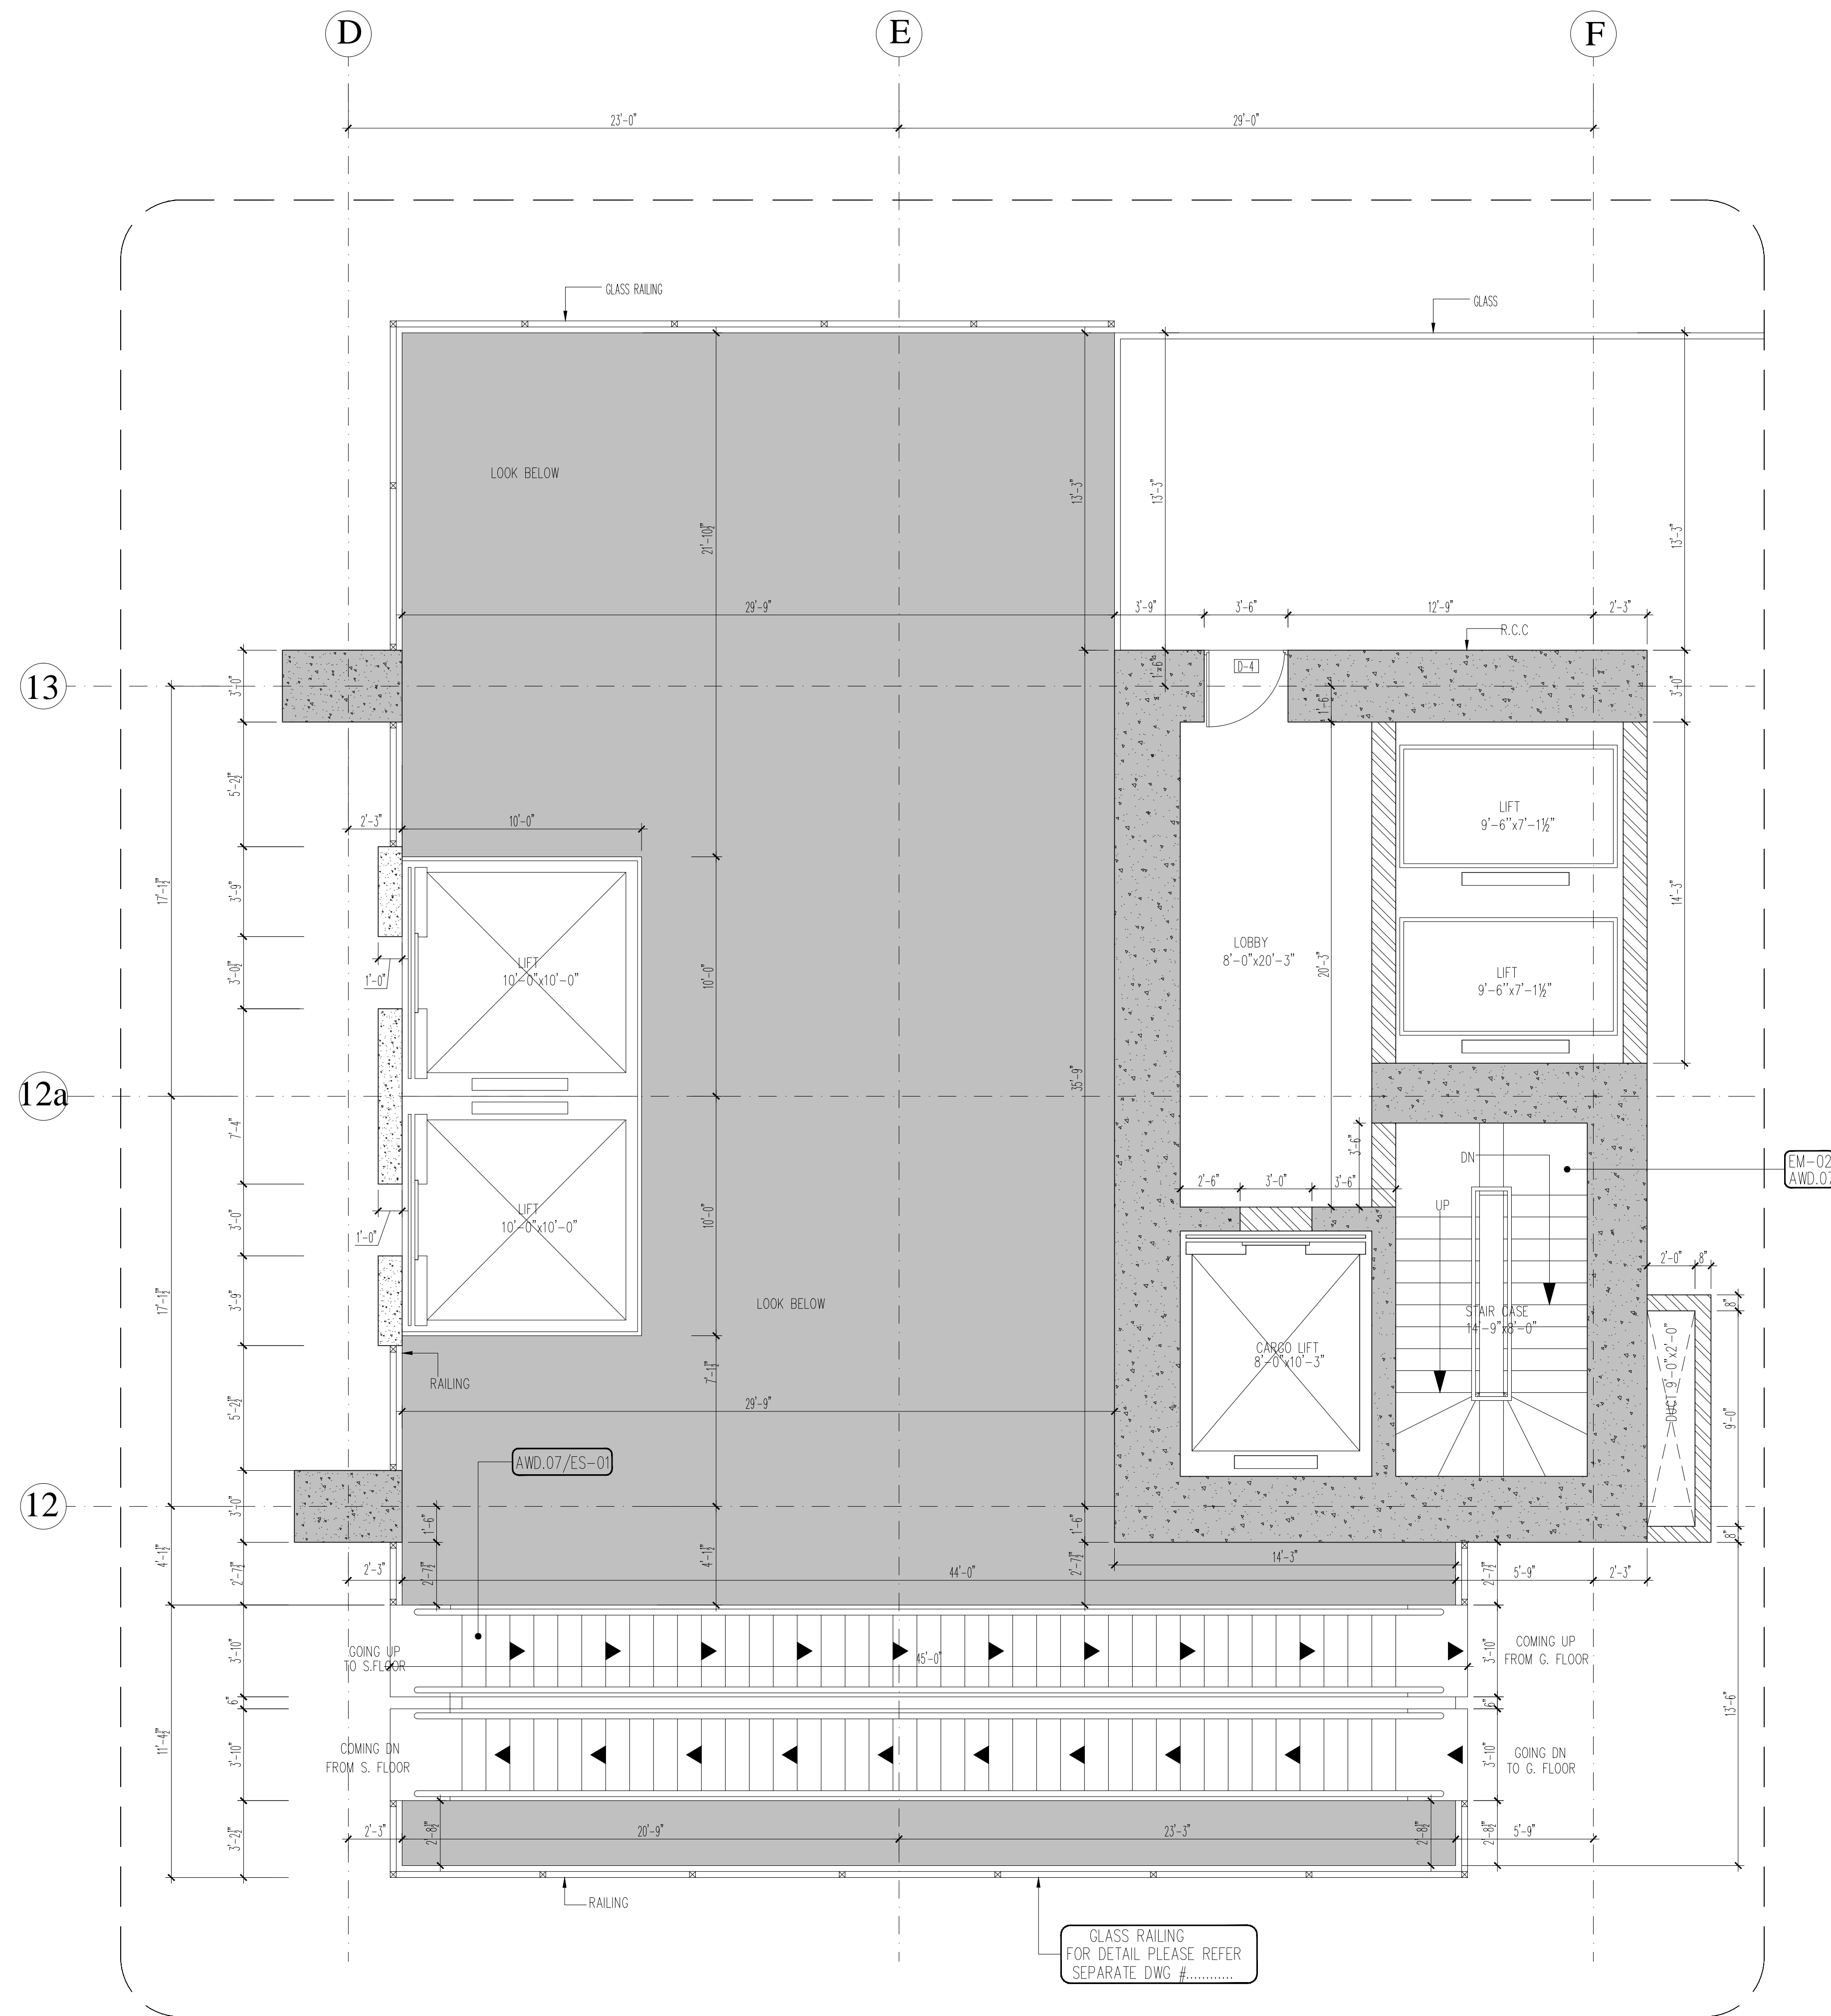 D
E
F
23'-0"
29'-0"
GLASS RAILING
GLASS
LOOK BELOW
21'-10½"
13'-3"
13'-3"
13'-3"
29'-9"
3'-9"
3'-6"
12'-9"
2'-3"
R.C.C
D-4
13
3'-0"
1'-6"
1'-6"
3'-0"
5'-2½"
2'-3"
10'-0"
LIFT
9'-6"x7'-1½"
17'-1½"
3'-9"
14'-3"
LOBBY
8'-0"x20'-3"
20'-3"
LIFT
10'-0"x10'-0"
10'-0"
1'-0"
3'-0½"
LIFT
9'-6"x7'-1½"
35'-9"
12a
7'-4"
3'-6"
DN
EM-02
AWD.07
2'-6"
3'-0"
3'-6"
UP
LIFT
10'-0"x10'-0"
10'-0"
1'-0"
3'-0"
2'-0"
8"
17'-1½"
3'-9"
LOOK BELOW
STAIR CASE
14'-9"x8'-0"
8"
CARGO LIFT
8'-0"x10'-3"
DUCT 9'-0"x2'-0"
9'-0"
RAILING
7'-1½"
29'-9"
5'-2½"
AWD.07/ES-01
12
3'-0"
1'-6"
1'-6"
8"
4'-1½"
2'-7½"
2'-3"
2'-7½"
4'-1½"
44'-0"
2'-7½"
14'-3"
2'-7½"
5'-9"
2'-3"
GOING UP
TO S.FLOOR
3'-10"
45'-0"
3'-10"
COMING UP
FROM G. FLOOR
6"
6"
13'-6"
11'-4½"
COMING DN
FROM S. FLOOR
3'-10"
3'-10"
GOING DN
TO G. FLOOR
3'-2½"
2'-3"
2'-8½"
20'-9"
23'-3"
2'-8½"
2'-8½"
5'-9"
RAILING
GLASS RAILING
FOR DETAIL PLEASE REFER
SEPARATE DWG #............